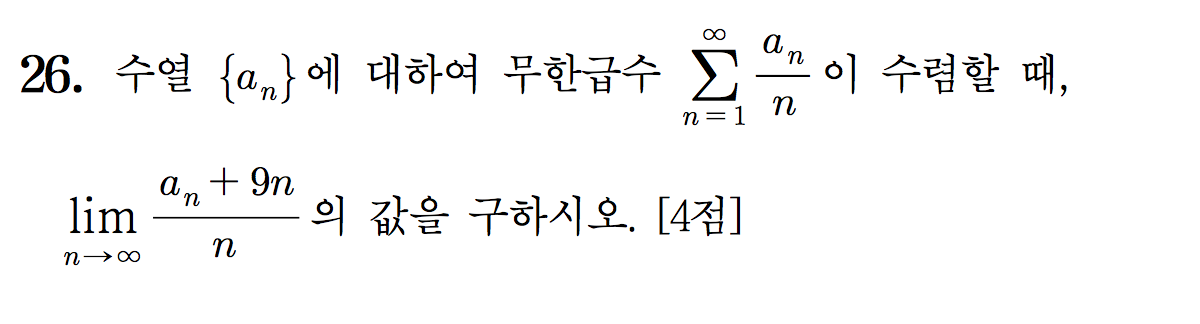 26. 수열 {aₙ}에 대하여 무한급수 ∑_{n=1}^{∞} aₙ/n 이 수렴할 때,
lim_{n→∞} (aₙ+9n)/n 의 값을 구하시오. [4점]